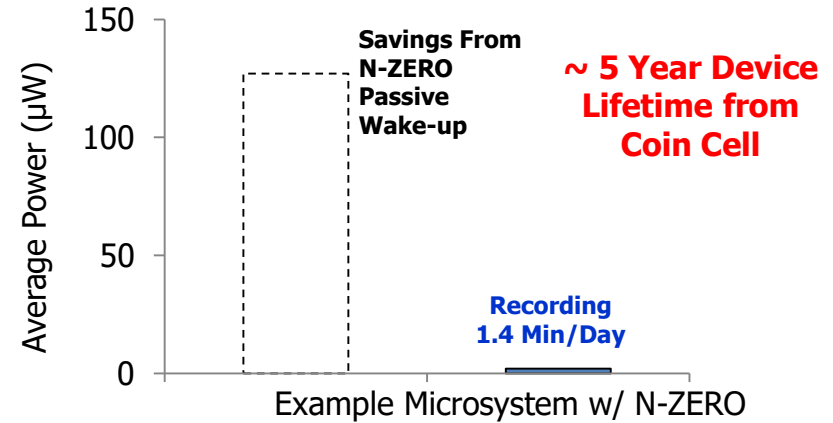 Average Power (μW)
150
100
50
0
Savings From
N-ZERO
Passive
Wake-up
~ 5 Year Device
Lifetime from
Coin Cell
Recording
1.4 Min/Day
Example Microsystem w/ N-ZERO